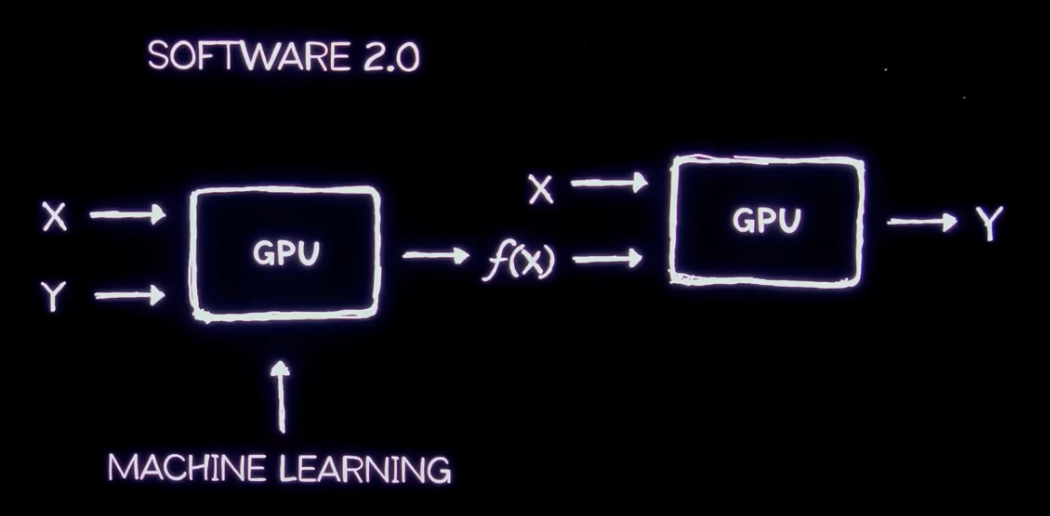 SOFTWARE 2.0
X
Y
GPU
MACHINE LEARNING
f(x)
X
GPU
Y